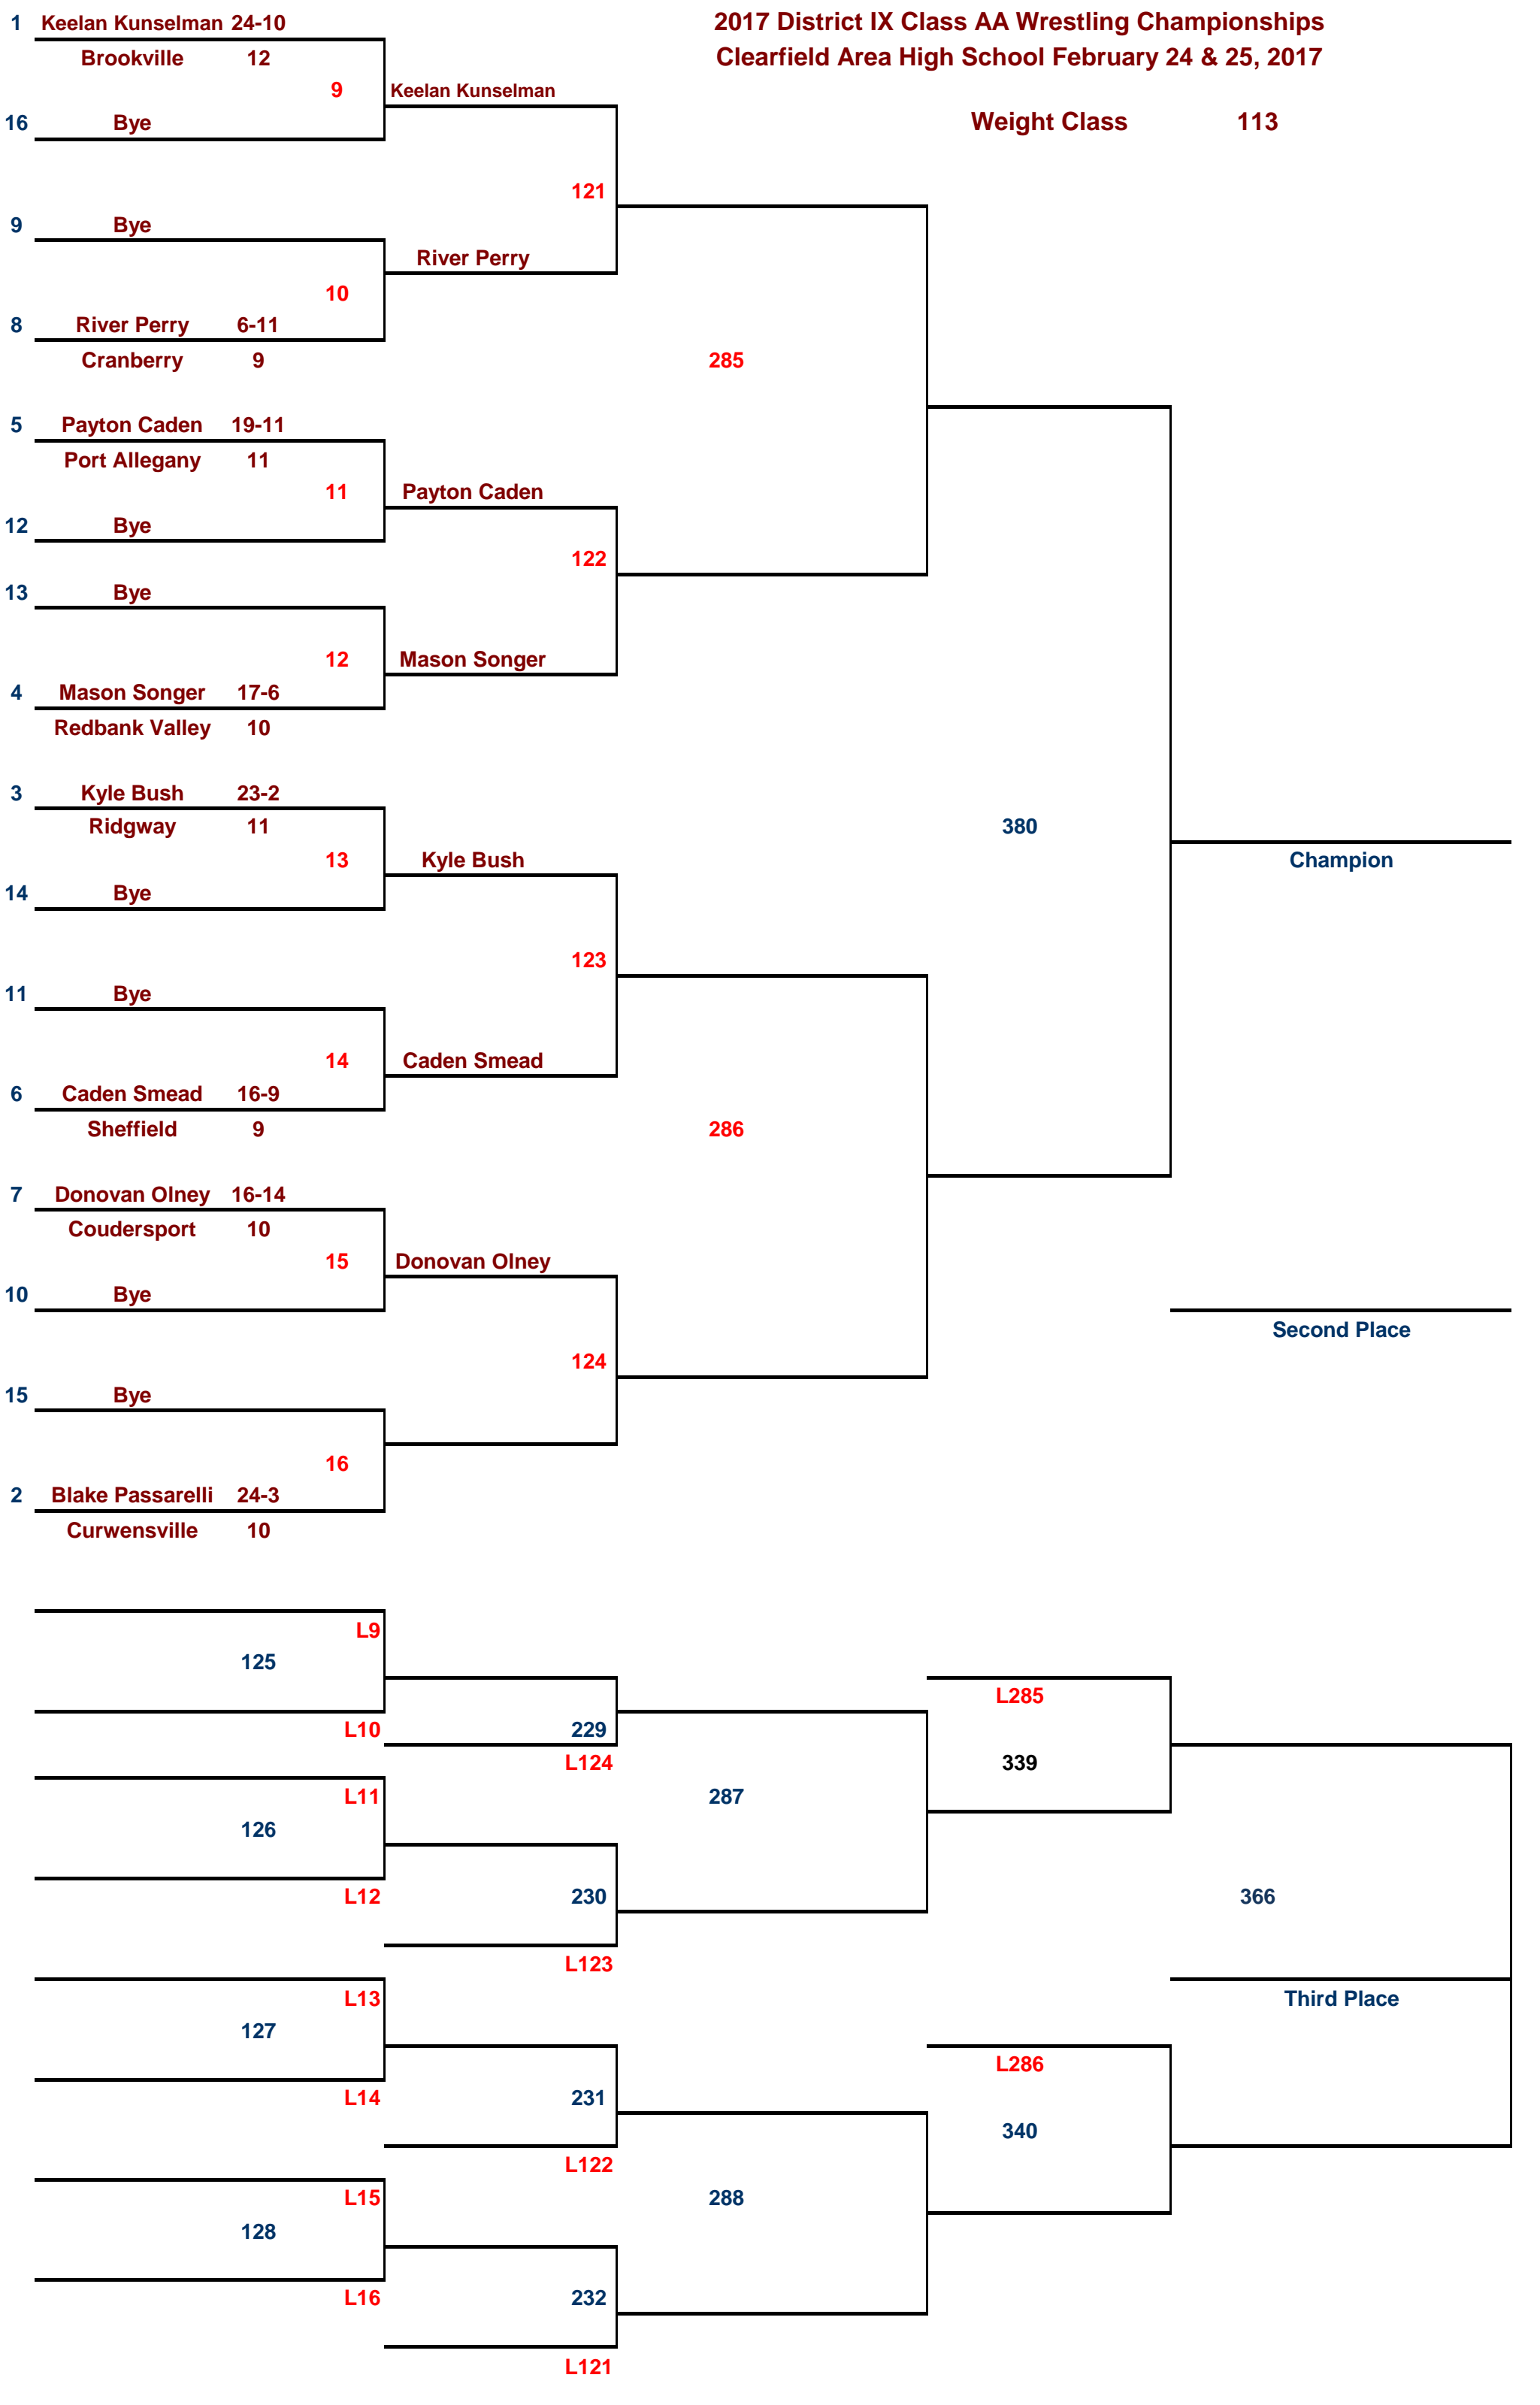 1 Keelan Kunselman 24-10 2017 District IX Class AA Wrestling Championships
Brookville 12 Clearfield Area High School February 24 & 25, 2017
9 Keelan Kunselman
16 Bye Weight Class 113
121
9 Bye
River Perry
10
8 River Perry 6-11
Cranberry 9 285
5 Payton Caden 19-11
Port Allegany 11
11 Payton Caden
12 Bye
122
13 Bye
12 Mason Songer
4 Mason Songer 17-6
Redbank Valley 10
3 Kyle Bush 23-2
Ridgway 11 380
13 Kyle Bush Champion
14 Bye
123
11 Bye
14 Caden Smead
6 Caden Smead 16-9
Sheffield 9 286
7 Donovan Olney 16-14
Coudersport 10
15 Donovan Olney
10 Bye
Second Place
124
15 Bye
16
2 Blake Passarelli 24-3
Curwensville 10
L9
125
L285
L10 229
L124 339
L11 287
126
L12 230 366
L123
L13 Third Place
127
L286
L14 231
340
L122
L15 288
128
L16 232
L121